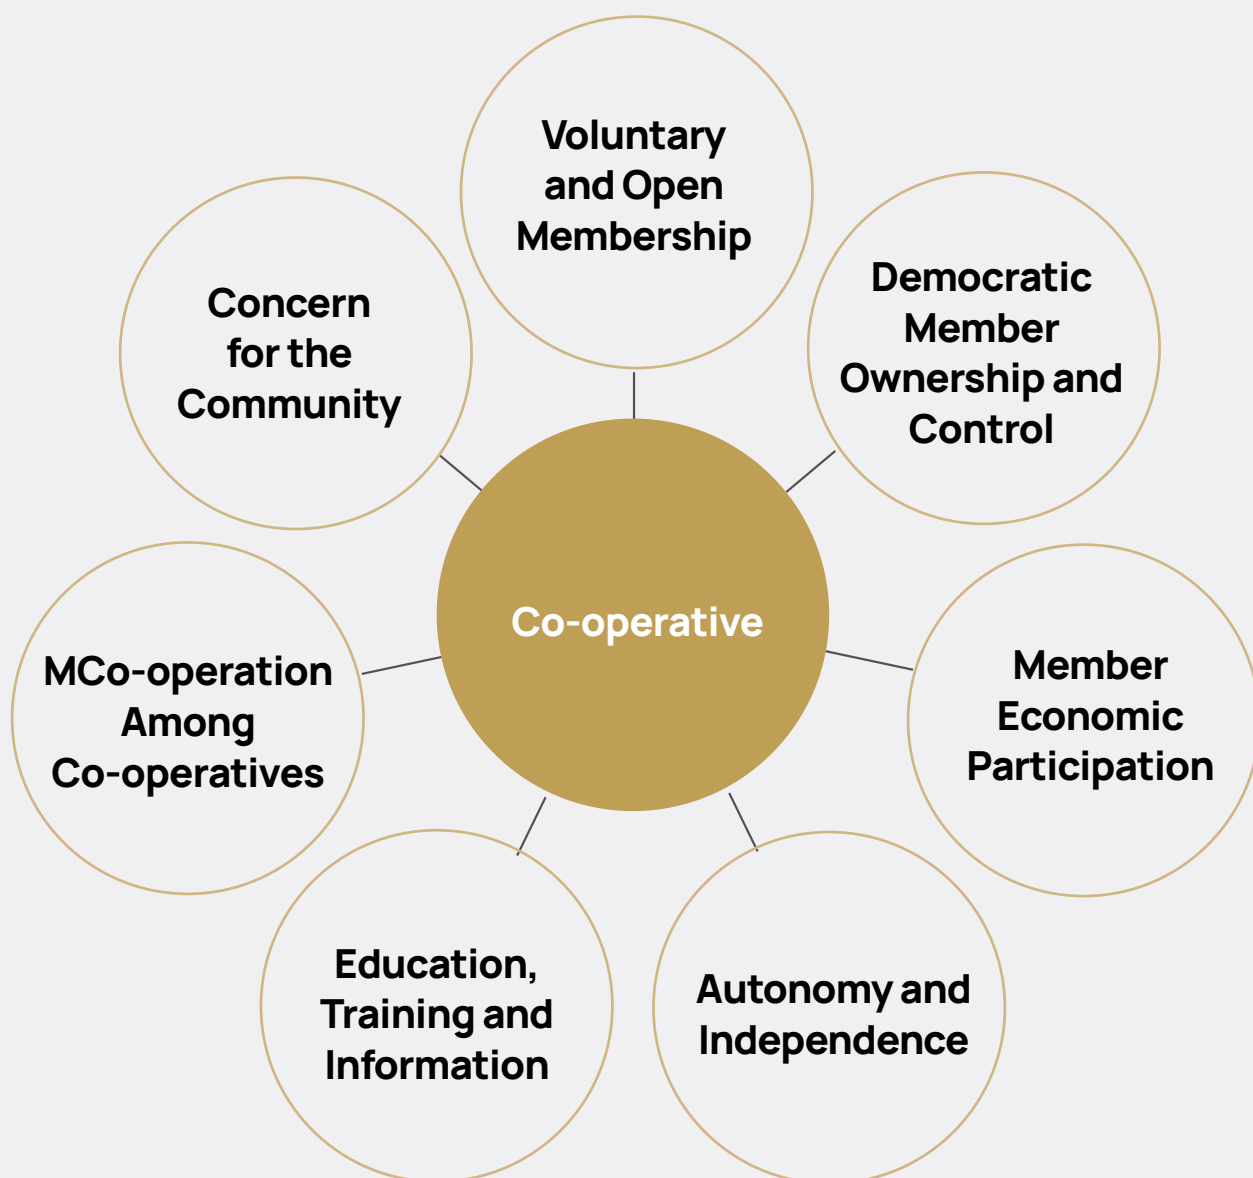 Voluntary
and Open
Membership
Democratic
Member
Ownership and
Control
Member
Economic
Participation
Autonomy and
Independence
Education,
Training and
Information
MCo-operation
Among
Co-operatives
Concern
for the
Community
Co-operative